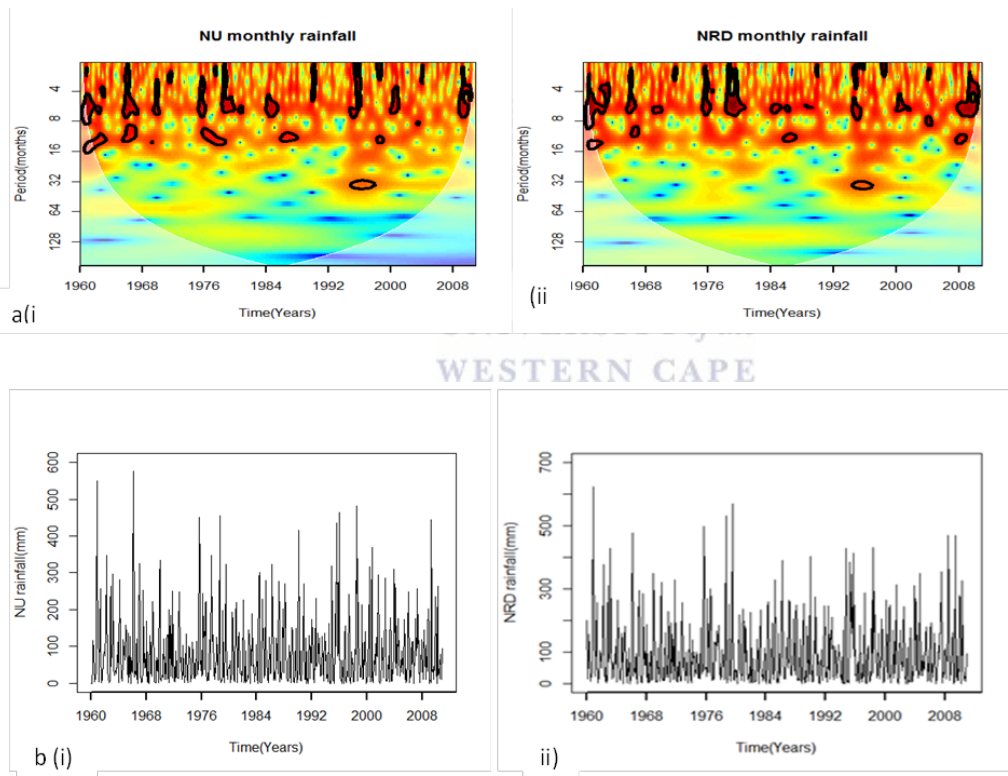 NU monthly rainfall
4
8
16
32
64
128
Period(months)
1960 1968 1976 1984 1992 2000 2008
Time(Years)
a(i
NRD monthly rainfall
4
8
16
32
64
128
Period(months)
1960 1968 1976 1984 1992 2000 2008
Time(Years)
(ii
WESTERN CAPE
600
500
400
300
200
100
0
NU rainfall(mm)
1960 1968 1976 1984 1992 2000 2008
Time(Years)
b (i)
700
500
300
100
0
NRD rainfall(mm)
1960 1968 1976 1984 1992 2000 2008
Time(Years)
ii)